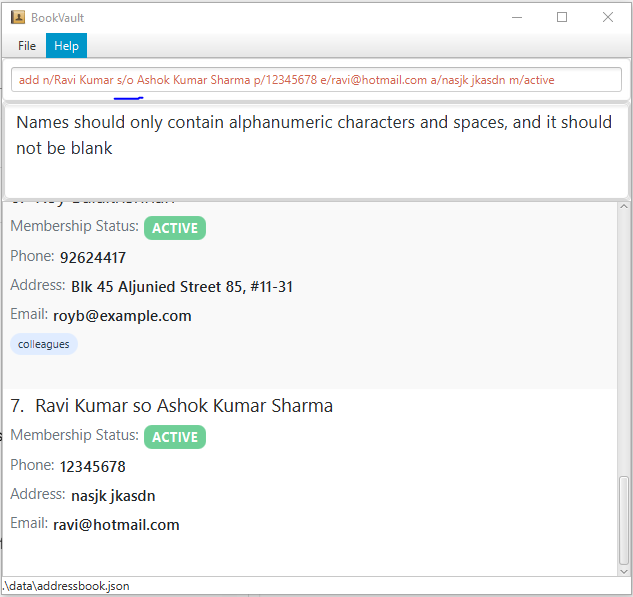 BookVault
File Help
add n/Ravi Kumar s/o Ashok Kumar Sharma p/12345678 e/ravi@hotmail.com a/nasjk jkasdn m/active
Names should only contain alphanumeric characters and spaces, and it should
not be blank
Membership Status: ACTIVE
Phone: 92624417
Address: Blk 45 Aljunied Street 85, #11-31
Email: royb@example.com
colleagues
7. Ravi Kumar so Ashok Kumar Sharma
Membership Status: ACTIVE
Phone: 12345678
Address: nasjk jkasdn
Email: ravi@hotmail.com
.\data\addressbook.json